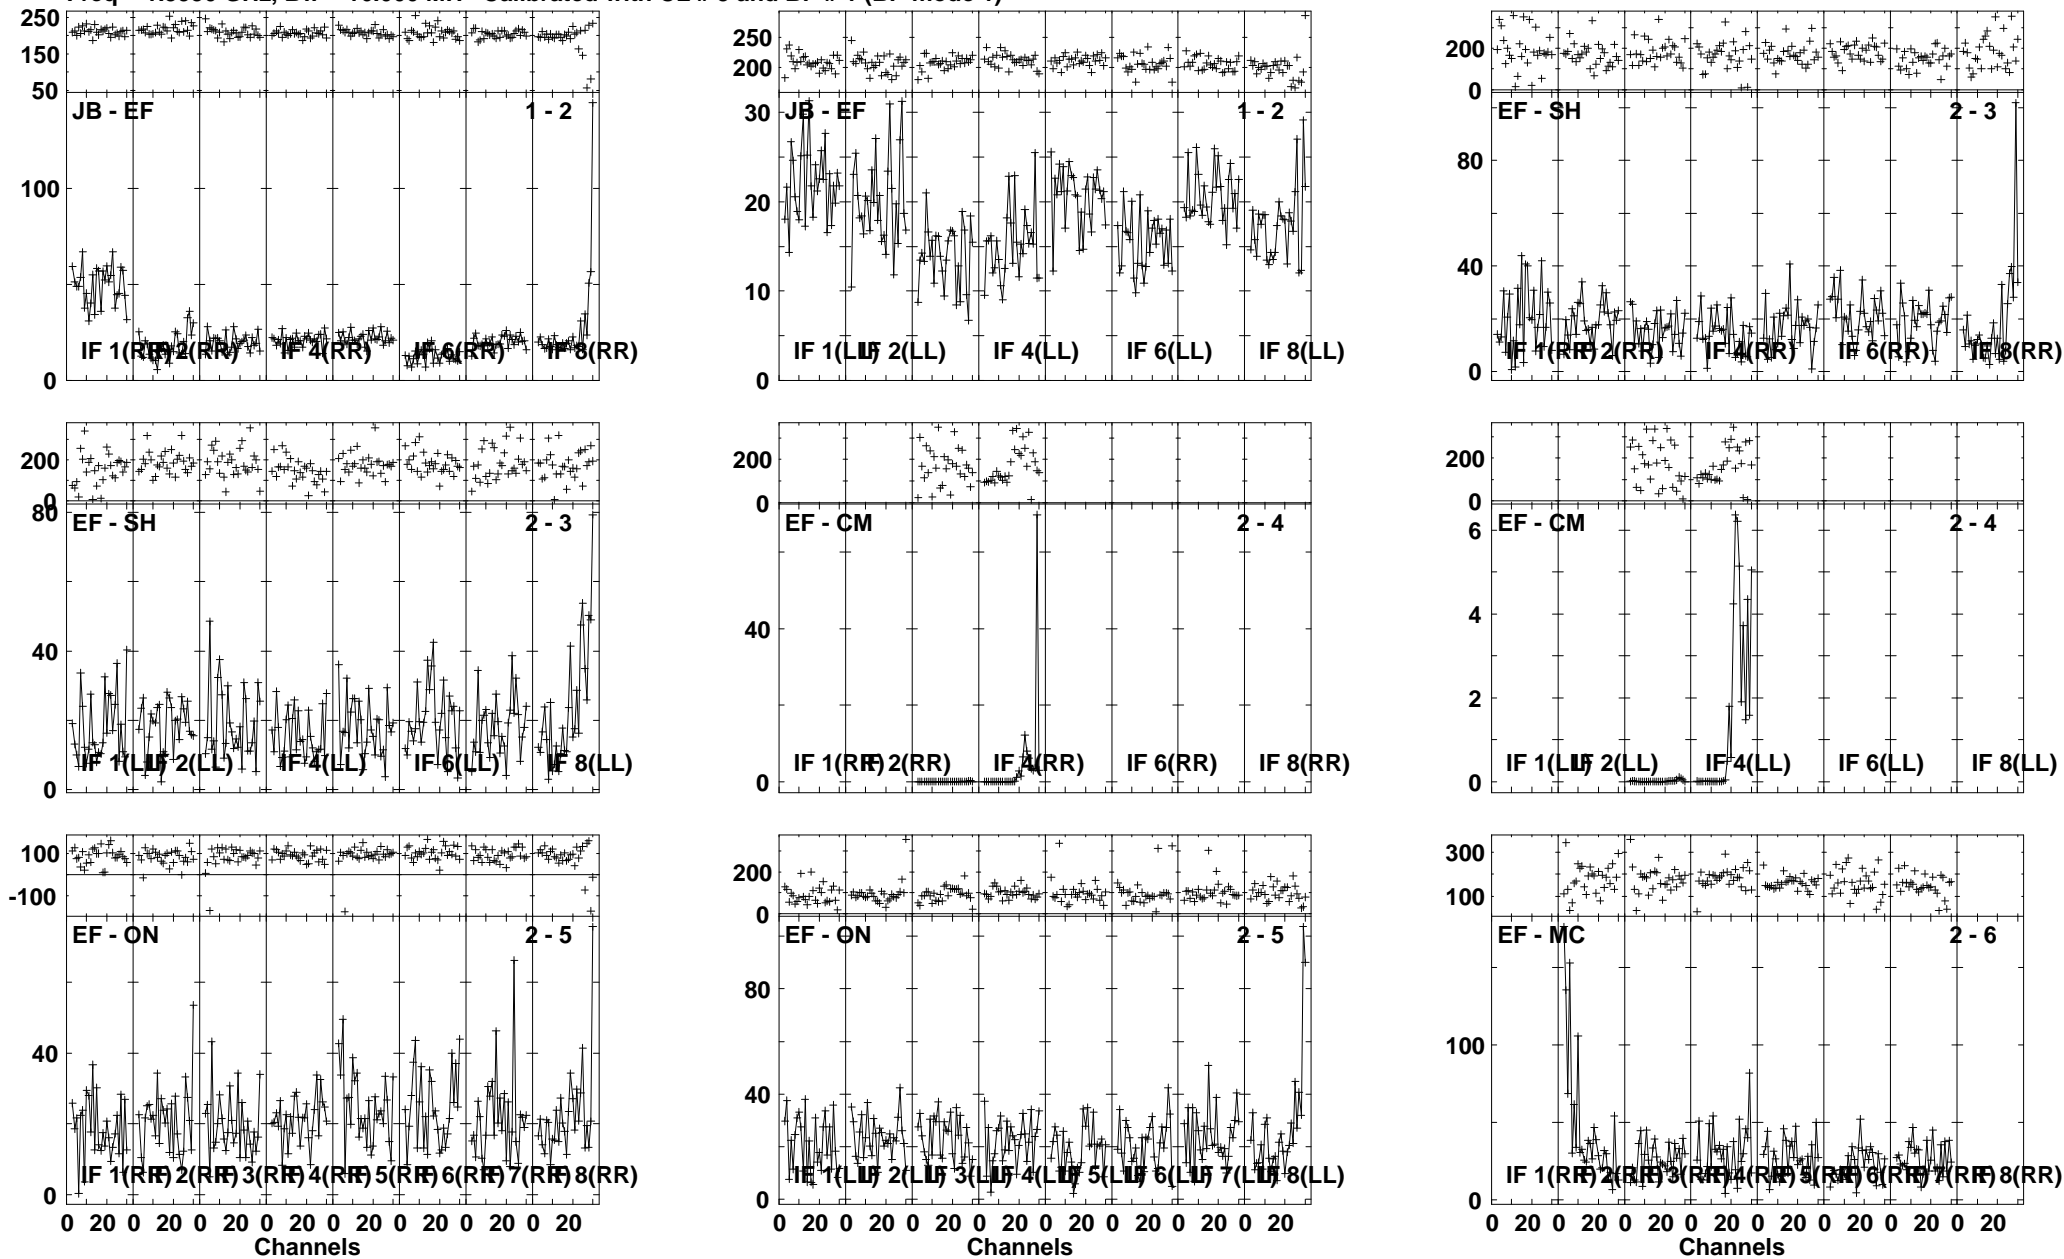 250
150
50
JB - EF
1 - 2
100
0
IF 1(RR)
IF 2(RR)
IF 4(RR)
IF 6(RR)
IF 8(RR)
250
200
JB - EF
1 - 2
30
20
10
0
IF 1(LL)
IF 2(LL)
IF 4(LL)
IF 6(LL)
IF 8(LL)
200
0
EF - SH
2 - 3
80
40
0
IF 1(RR)
IF 2(RR)
IF 4(RR)
IF 6(RR)
IF 8(RR)
200
0
80
EF - SH
2 - 3
40
0
IF 1(LL)
IF 2(LL)
IF 4(LL)
IF 6(LL)
IF 8(LL)
200
0
EF - CM
2 - 4
40
0
IF 1(RR)
IF 2(RR)
IF 4(RR)
IF 6(RR)
IF 8(RR)
200
0
EF - CM
2 - 4
6
4
2
0
IF 1(LL)
IF 2(LL)
IF 4(LL)
IF 6(LL)
IF 8(LL)
100
-100
EF - ON
2 - 5
40
0
IF 1(RR)
IF 2(RR)
IF 3(RR)
IF 4(RR)
IF 5(RR)
IF 6(RR)
IF 7(RR)
IF 8(RR)
0 20 0 20 0 20 0 20 0 20 0 20 0 20 0 20
Channels
200
0
EF - ON
2 - 5
80
40
0
IF 1(LL)
IF 2(LL)
IF 3(LL)
IF 4(LL)
IF 5(LL)
IF 6(LL)
IF 7(LL)
IF 8(LL)
0 20 0 20 0 20 0 20 0 20 0 20 0 20 0 20
Channels
300
100
EF - MC
2 - 6
100
0
IF 1(RR)
IF 2(RR)
IF 3(RR)
IF 4(RR)
IF 5(RR)
IF 6(RR)
IF 7(RR)
IF 8(RR)
0 20 0 20 0 20 0 20 0 20 0 20 0 20 0 20
Channels